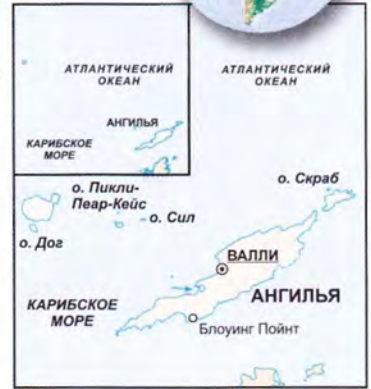 АТЛАНТИЧЕСКИЙ
ОКЕАН
АНГИЛЬЯ
КАРИБСКОЕ
МОРЕ
АТЛАНТИЧЕСКИЙ
ОКЕАН
о. Пикли-
Пеар-Кейс
о. Скраб
о. Сил
о. Дог
ВАЛЛИ
АНГИЛЬЯ
КАРИБСКОЕ
МОРЕ
Блоуинг Пойнт